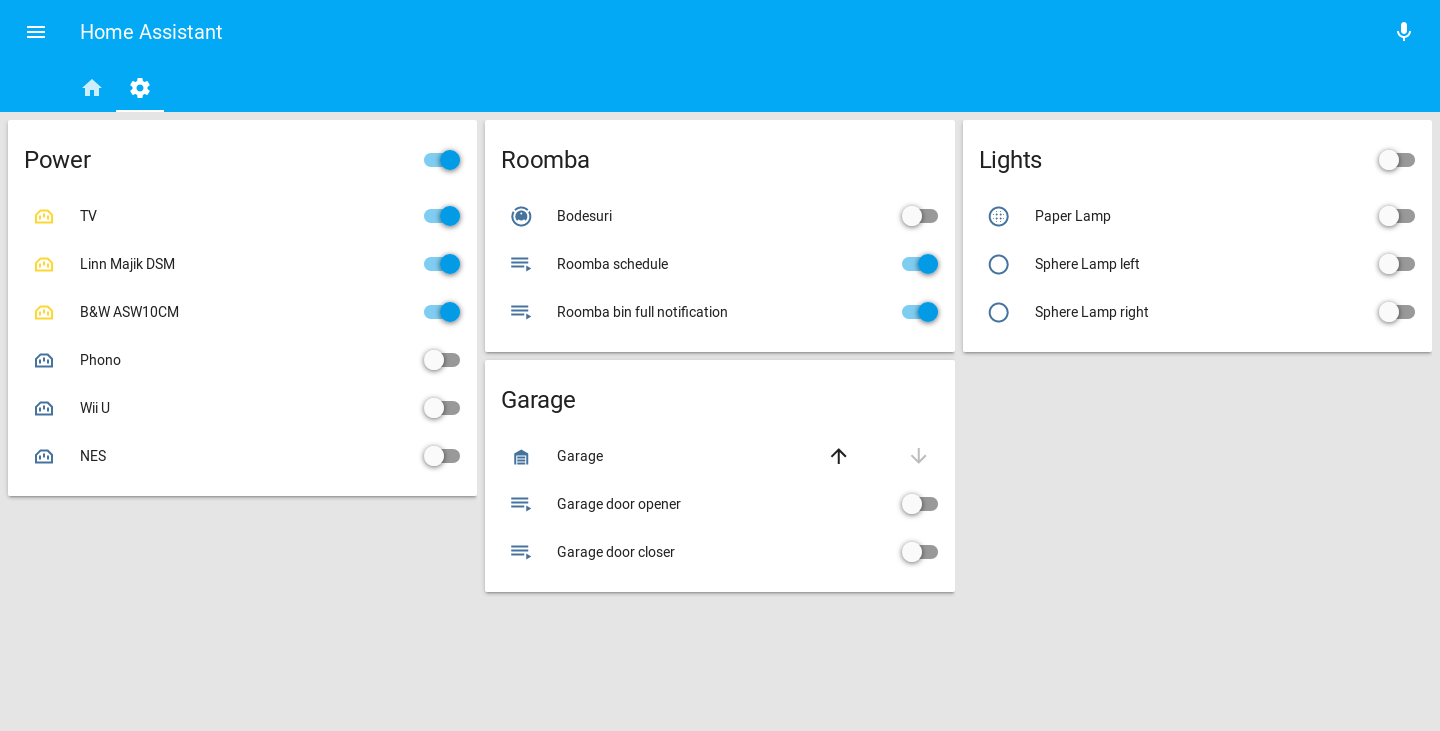 Home Assistant
Power
TV
Linn Majik DSM
B&W ASW10CM
Phono
Wii U
NES
Roomba
Bodesuri
Roomba schedule
Roomba bin full notification
Garage
Garage
Garage door opener
Garage door closer
Lights
Paper Lamp
Sphere Lamp left
Sphere Lamp right